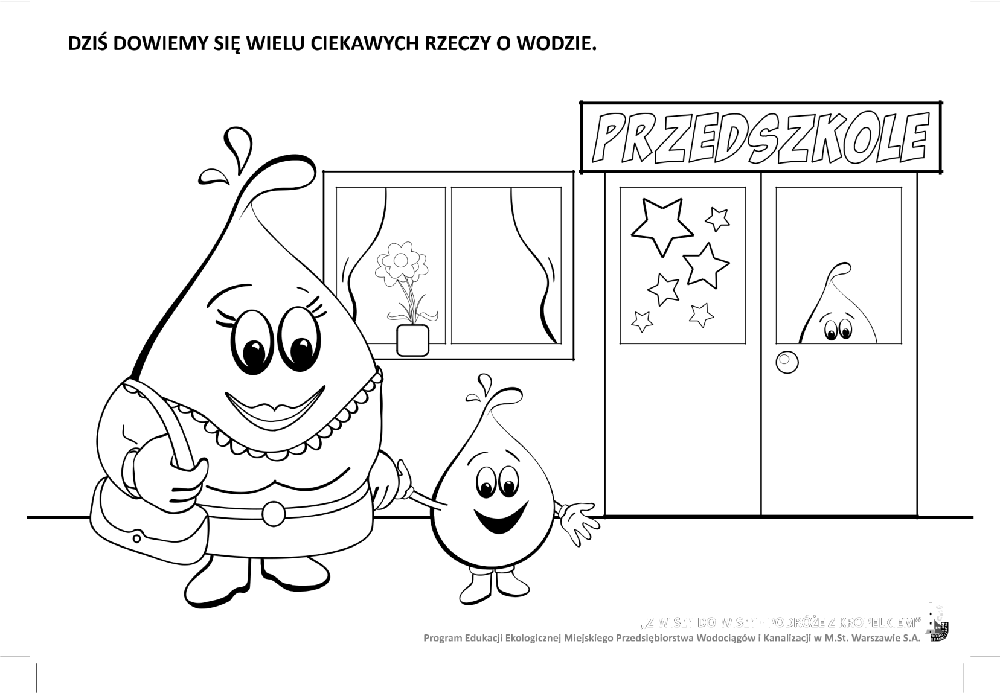 DZIŚ DOWIEMY SIĘ WIELU CIEKAWYCH RZECZY O WODZIE.
PRZEDSZKOLE
„Z WISŁY DO WISŁY - PODRÓŻE Z KROPELKIEM”
Program Edukacji Ekologicznej Miejskiego Przedsiębiorstwa Wodociągów i Kanalizacji w M.St. Warszawie S.A.